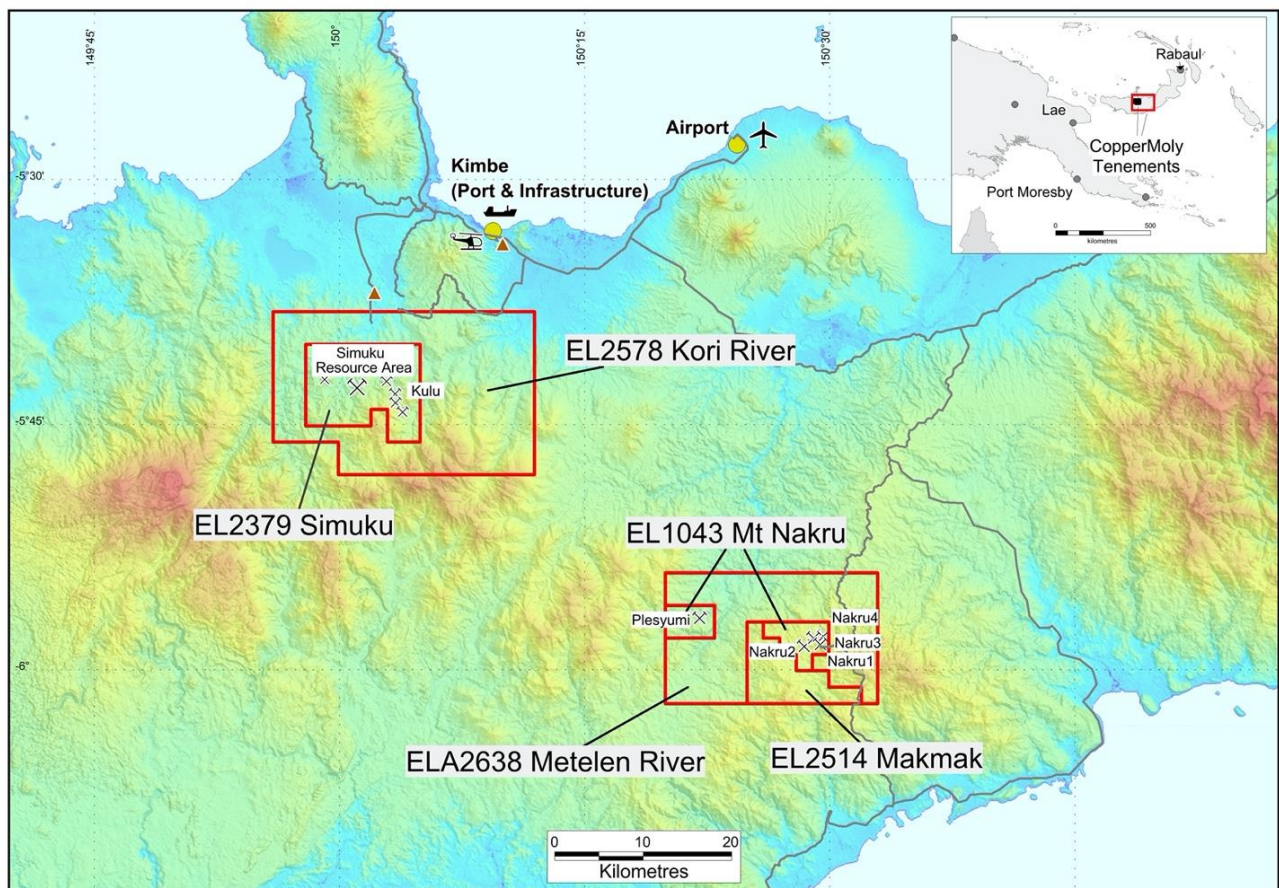 149°45'
150°
150°15'
150°30'
Rabaul
Lae
CopperMoly
Tenements
Port Moresby
0
500
kilometres
Airport
Kimbe
(Port & Infrastructure)
-5°30'
EL2578 Kori River
Simuku
Resource Area
Kulu
-5°45'
EL2379 Simuku
EL1043 Mt Nakru
Plesyumi
Nakru4
Nakru3
Nakru2
Nakru1
-6°
ELA2638 Metelen River
EL2514 Makmak
0 10 20
Kilometres